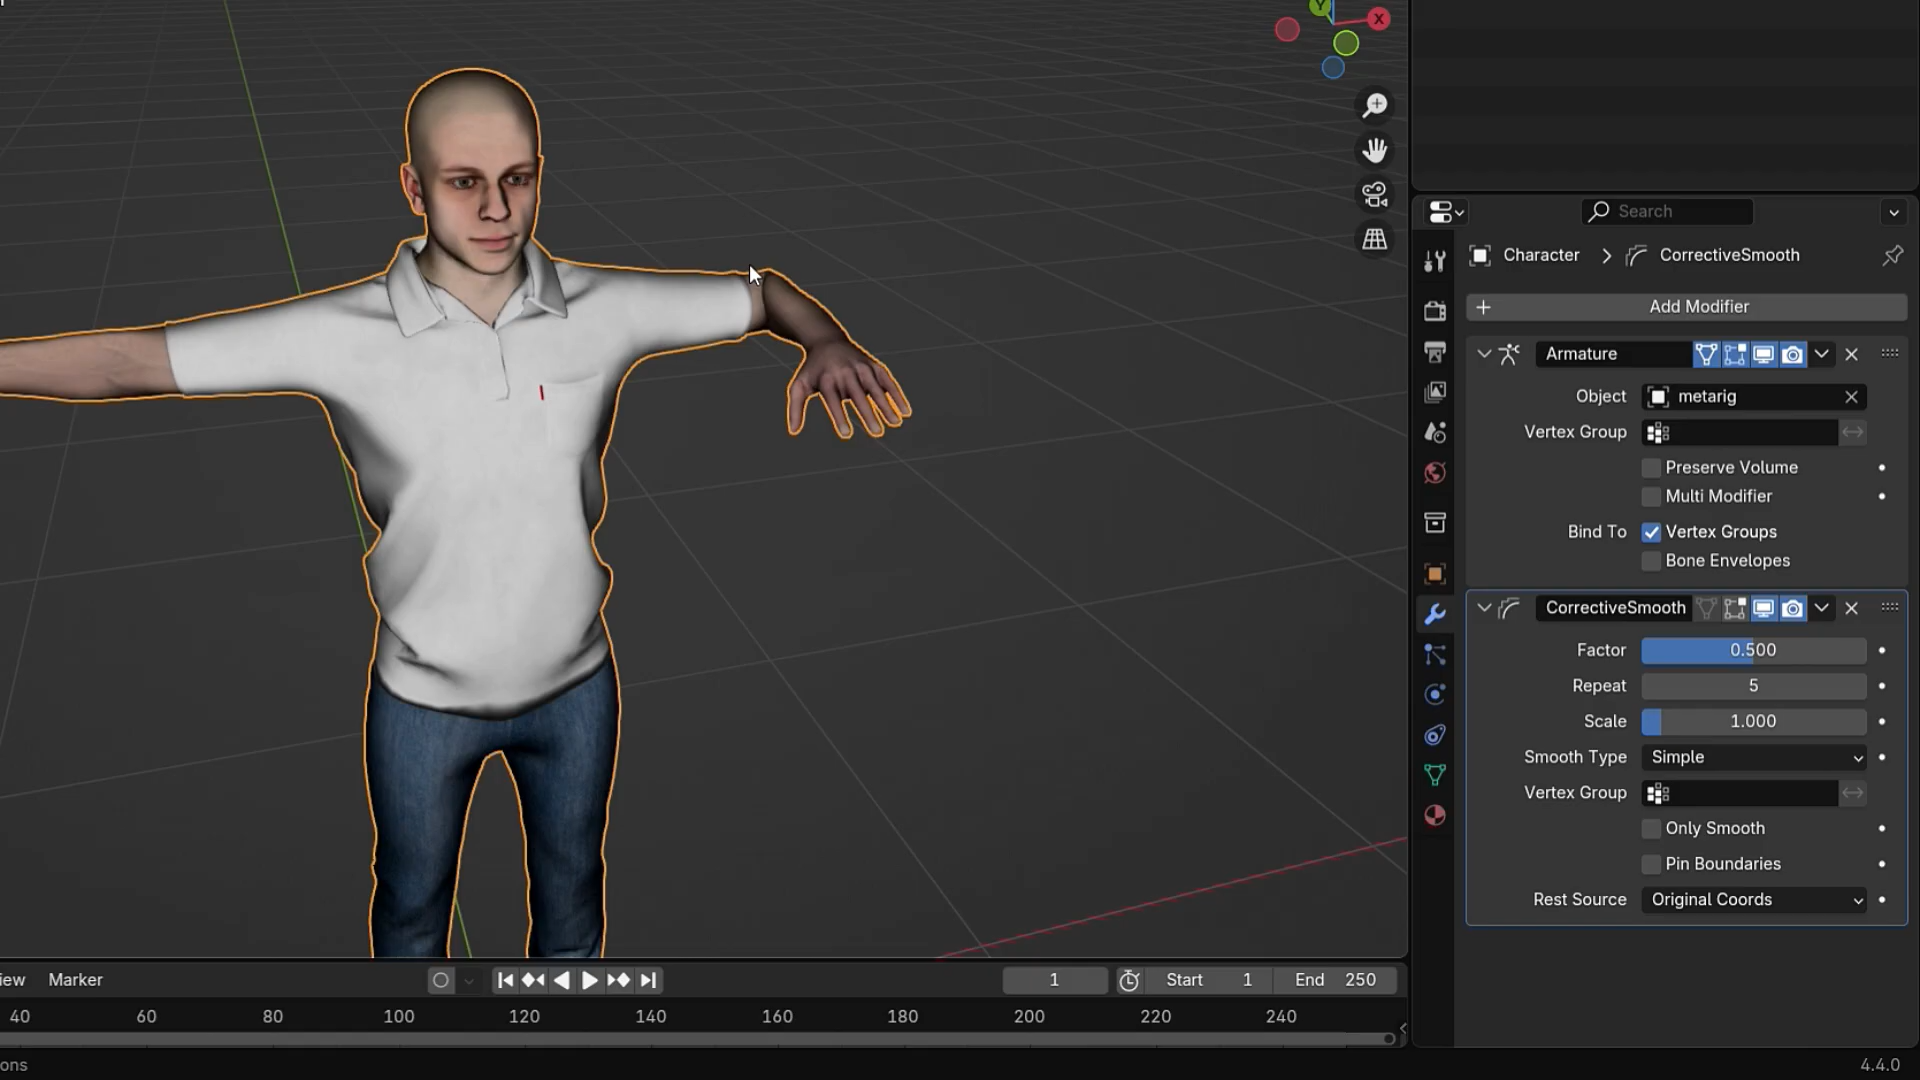 Y
X
Search
Character
CorrectiveSmooth
Add Modifier
Armature
Object
metarig
Vertex Group
Preserve Volume
Multi Modifier
Bind To
Vertex Groups
Bone Envelopes
CorrectiveSmooth
Factor
0.500
Repeat
5
Scale
1.000
Smooth Type
Simple
Vertex Group
Only Smooth
Pin Boundaries
Rest Source
Original Coords
iew
Marker
1
Start
1
End
250
40
60
80
100
120
140
160
180
200
220
240
ons
4.4.0